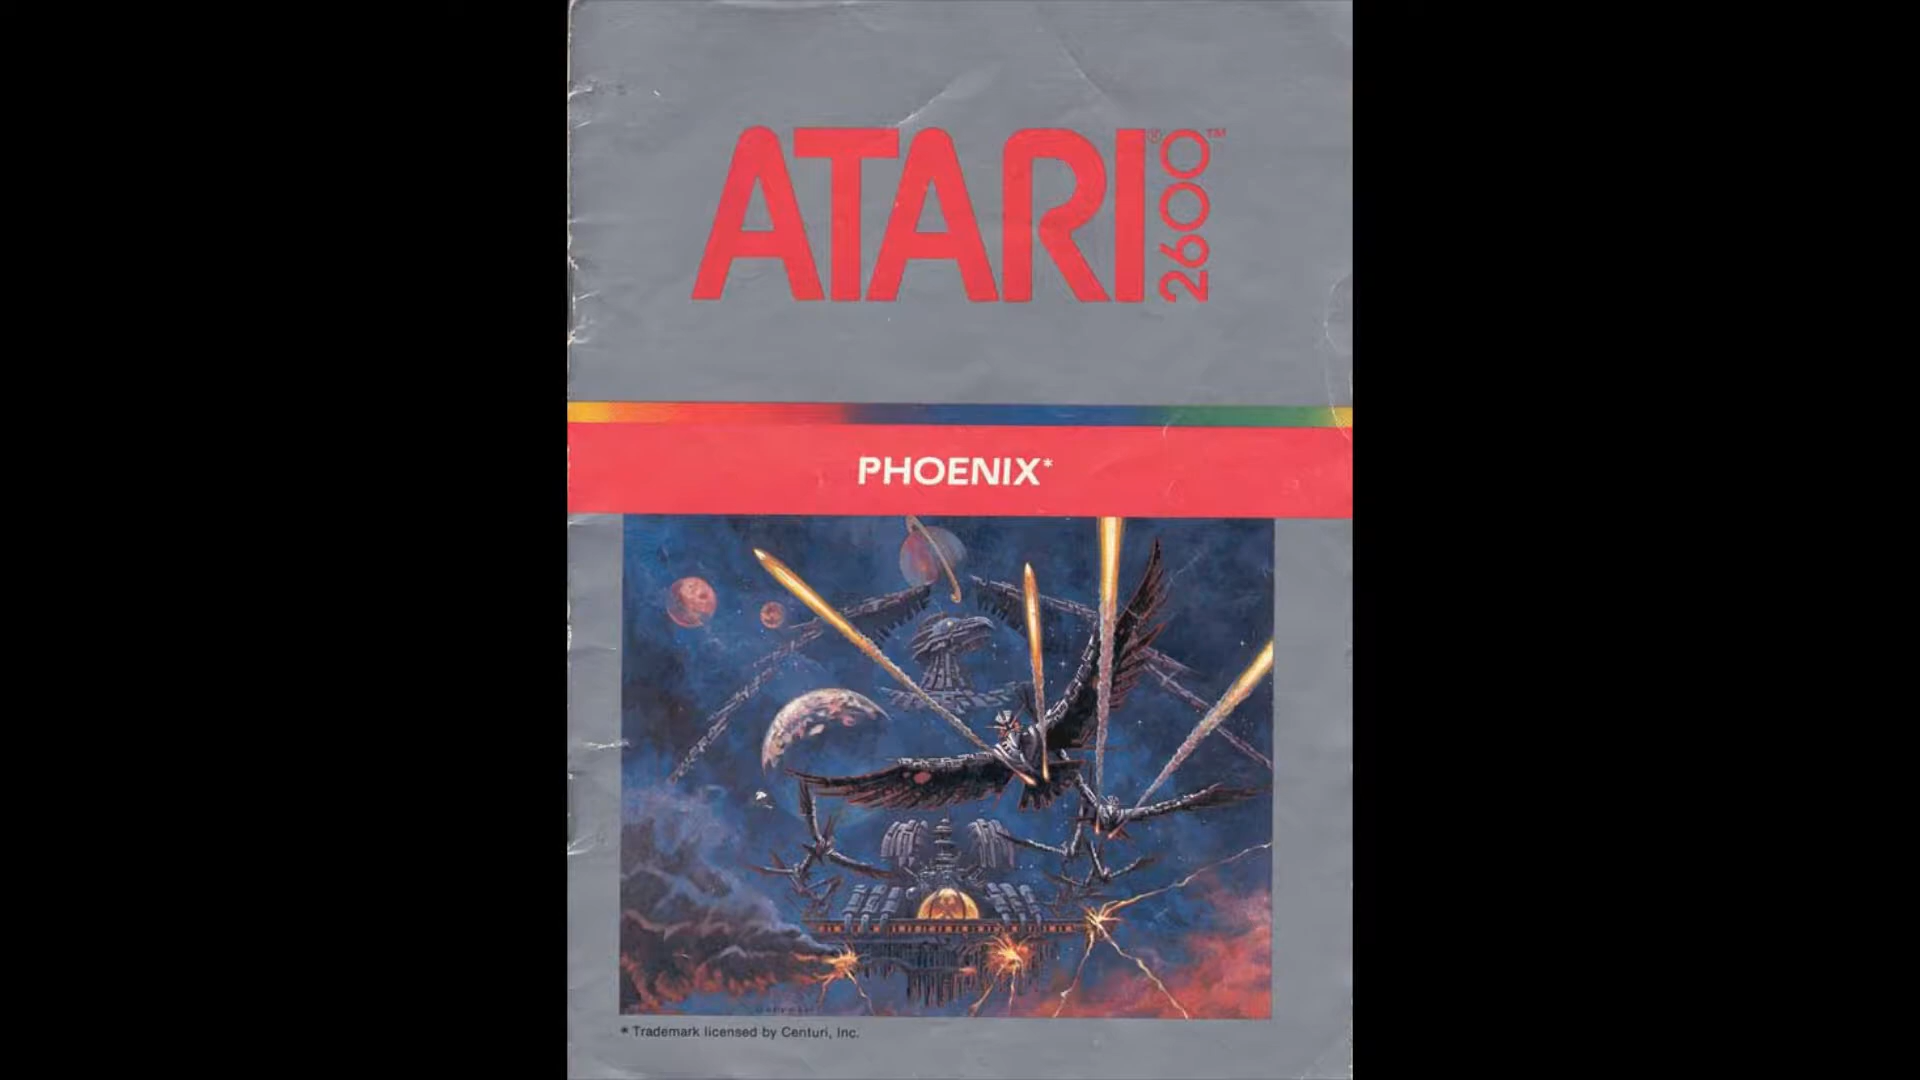 ATARI® 2600™
PHOENIX*
* Trademark licensed by Centuri, Inc.